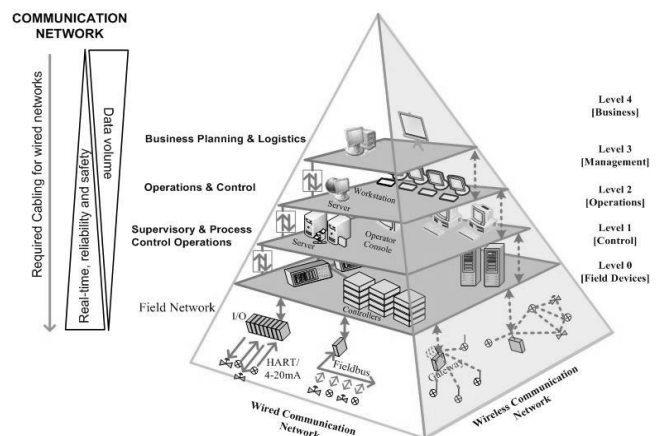 COMMUNICATION
NETWORK
Required Cabling for wired networks
Real-time, reliability and safety
Data volume
Business Planning & Logistics
Operations & Control
Supervisory & Process
Control Operations
Field Network
Level 4
[Business]
Level 3
[Management]
Level 2
[Operations]
Level 1
[Control]
Level 0
[Field Devices]
Workstation
Server
Server
Operator
Console
Controllers
I/O
HART/
4-20mA
Fieldbus
Gateway
Wired Communication
Network
Wireless Communication
Network